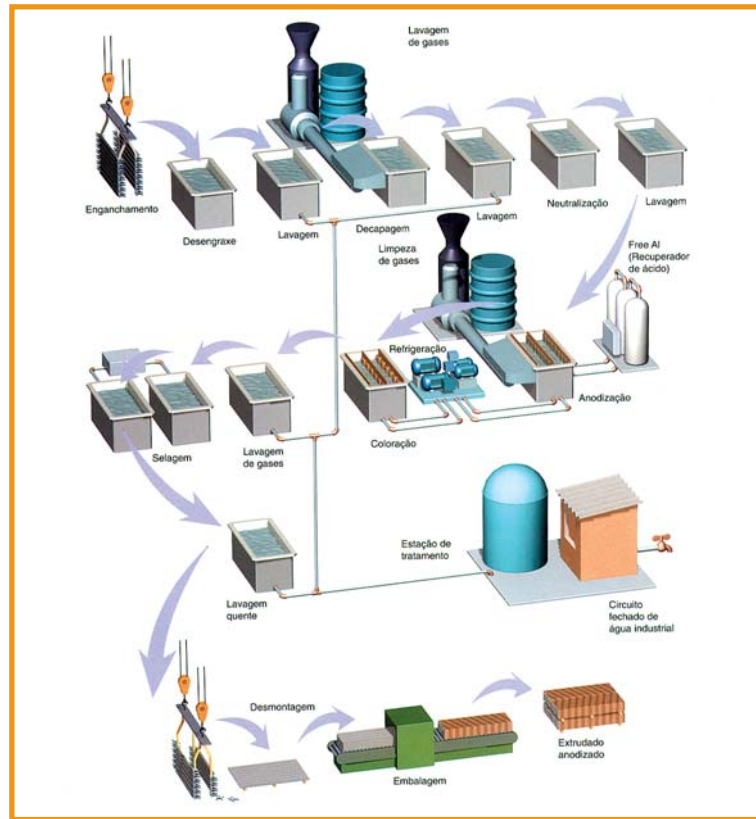 Lavagem
de gases
Enganchamento
Desengraxe
Lavagem
Decapagem
Lavagem
Neutralização
Lavagem
Limpeza
de gases
Free Al
(Recuperador
de ácido)
Refrigeração
Anodização
Coloração
Lavagem
de gases
Selagem
Estação de
tratamento
Lavagem
quente
Circuito
fechado de
água industrial
Desmontagem
Embalagem
Extrudado
anodizado